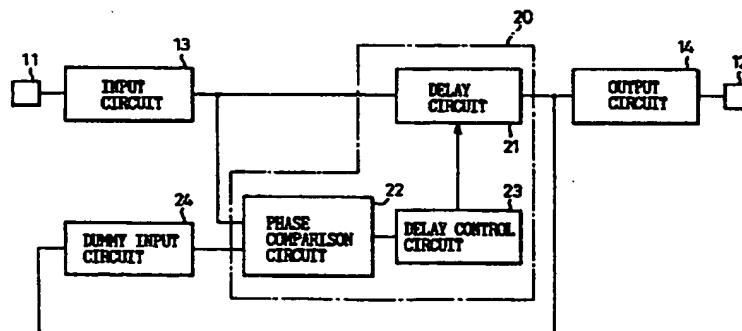 20
11
13
14
12
INPUT
CIRCUIT
DELAY
CIRCUIT
OUTPUT
CIRCUIT
21
24
22
23
DUMMY INPUT
CIRCUIT
PHASE
COMPARISON
CIRCUIT
DELAY CONTROL
CIRCUIT